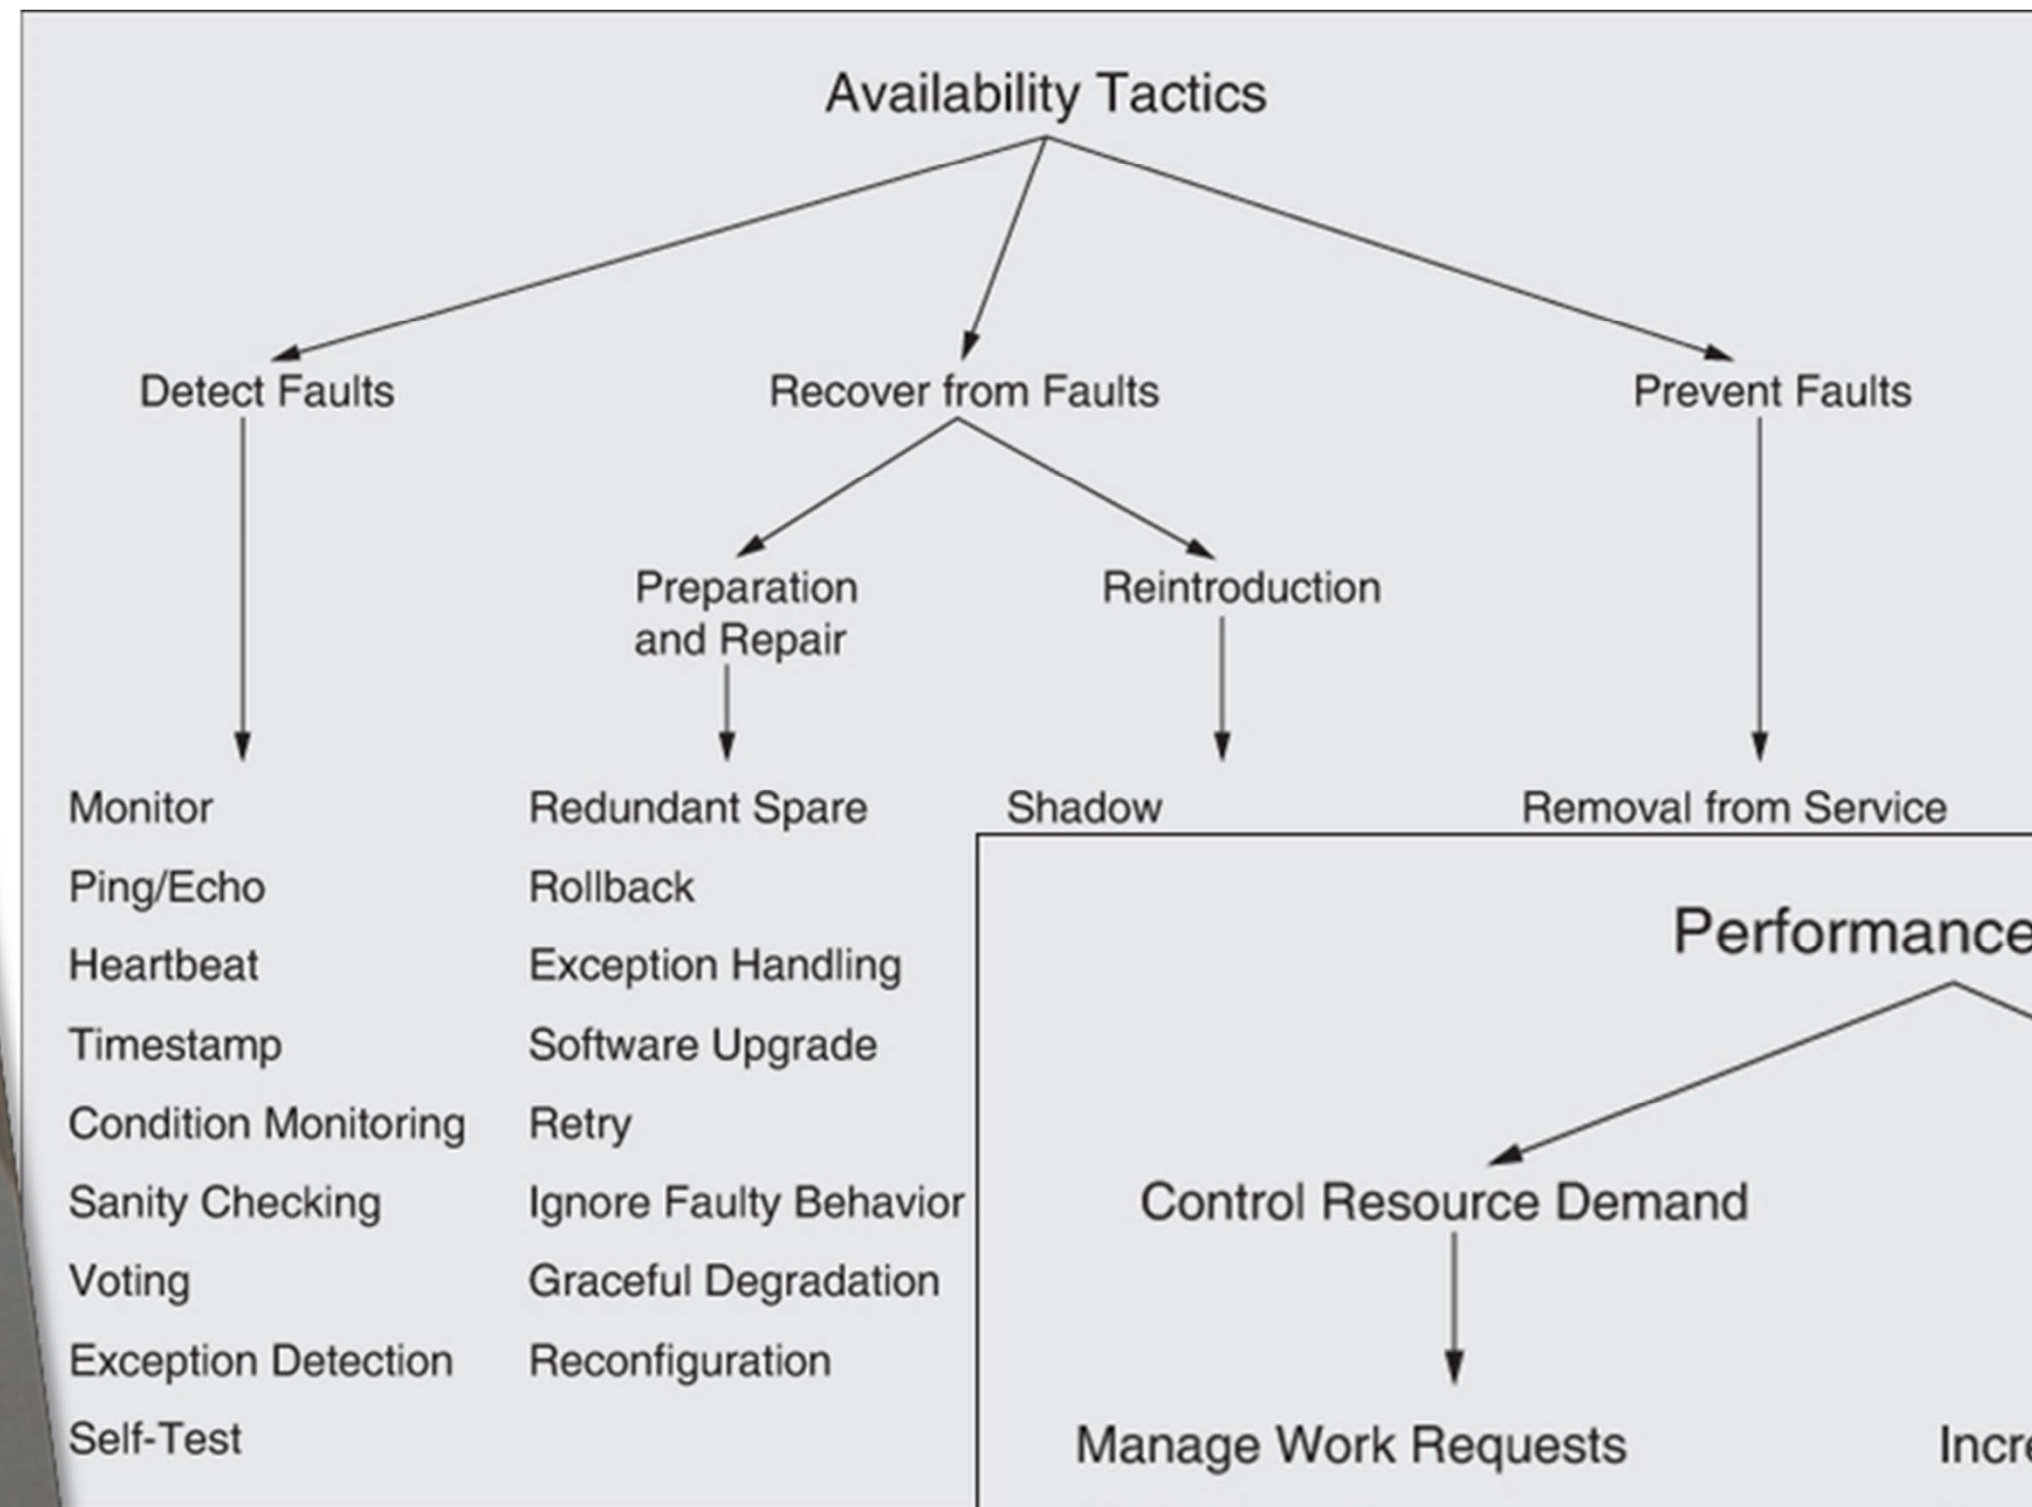 Availability Tactics
Detect Faults
Recover from Faults
Prevent Faults
Preparation
and Repair
Reintroduction
Monitor
Ping/Echo
Heartbeat
Timestamp
Condition Monitoring
Sanity Checking
Voting
Exception Detection
Self-Test
Redundant Spare
Rollback
Exception Handling
Software Upgrade
Retry
Ignore Faulty Behavior
Graceful Degradation
Reconfiguration
Shadow
Removal from Service
Performance
Control Resource Demand
Manage Work Requests